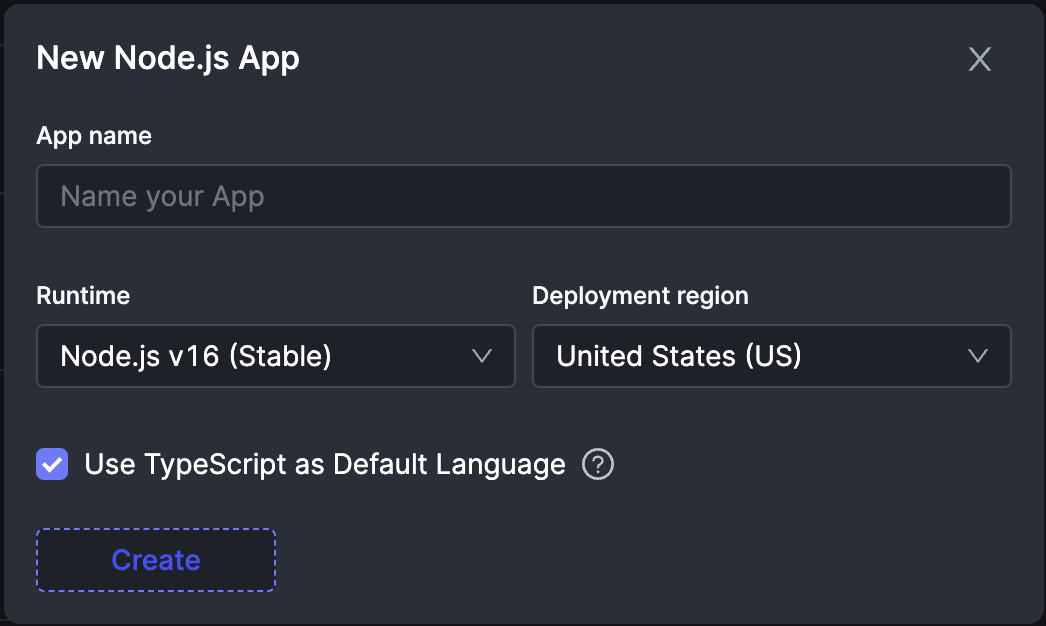 New Node.js App
App name
Name your App
Runtime
Deployment region
Node.js v16 (Stable)
United States (US)
Use TypeScript as Default Language
Create